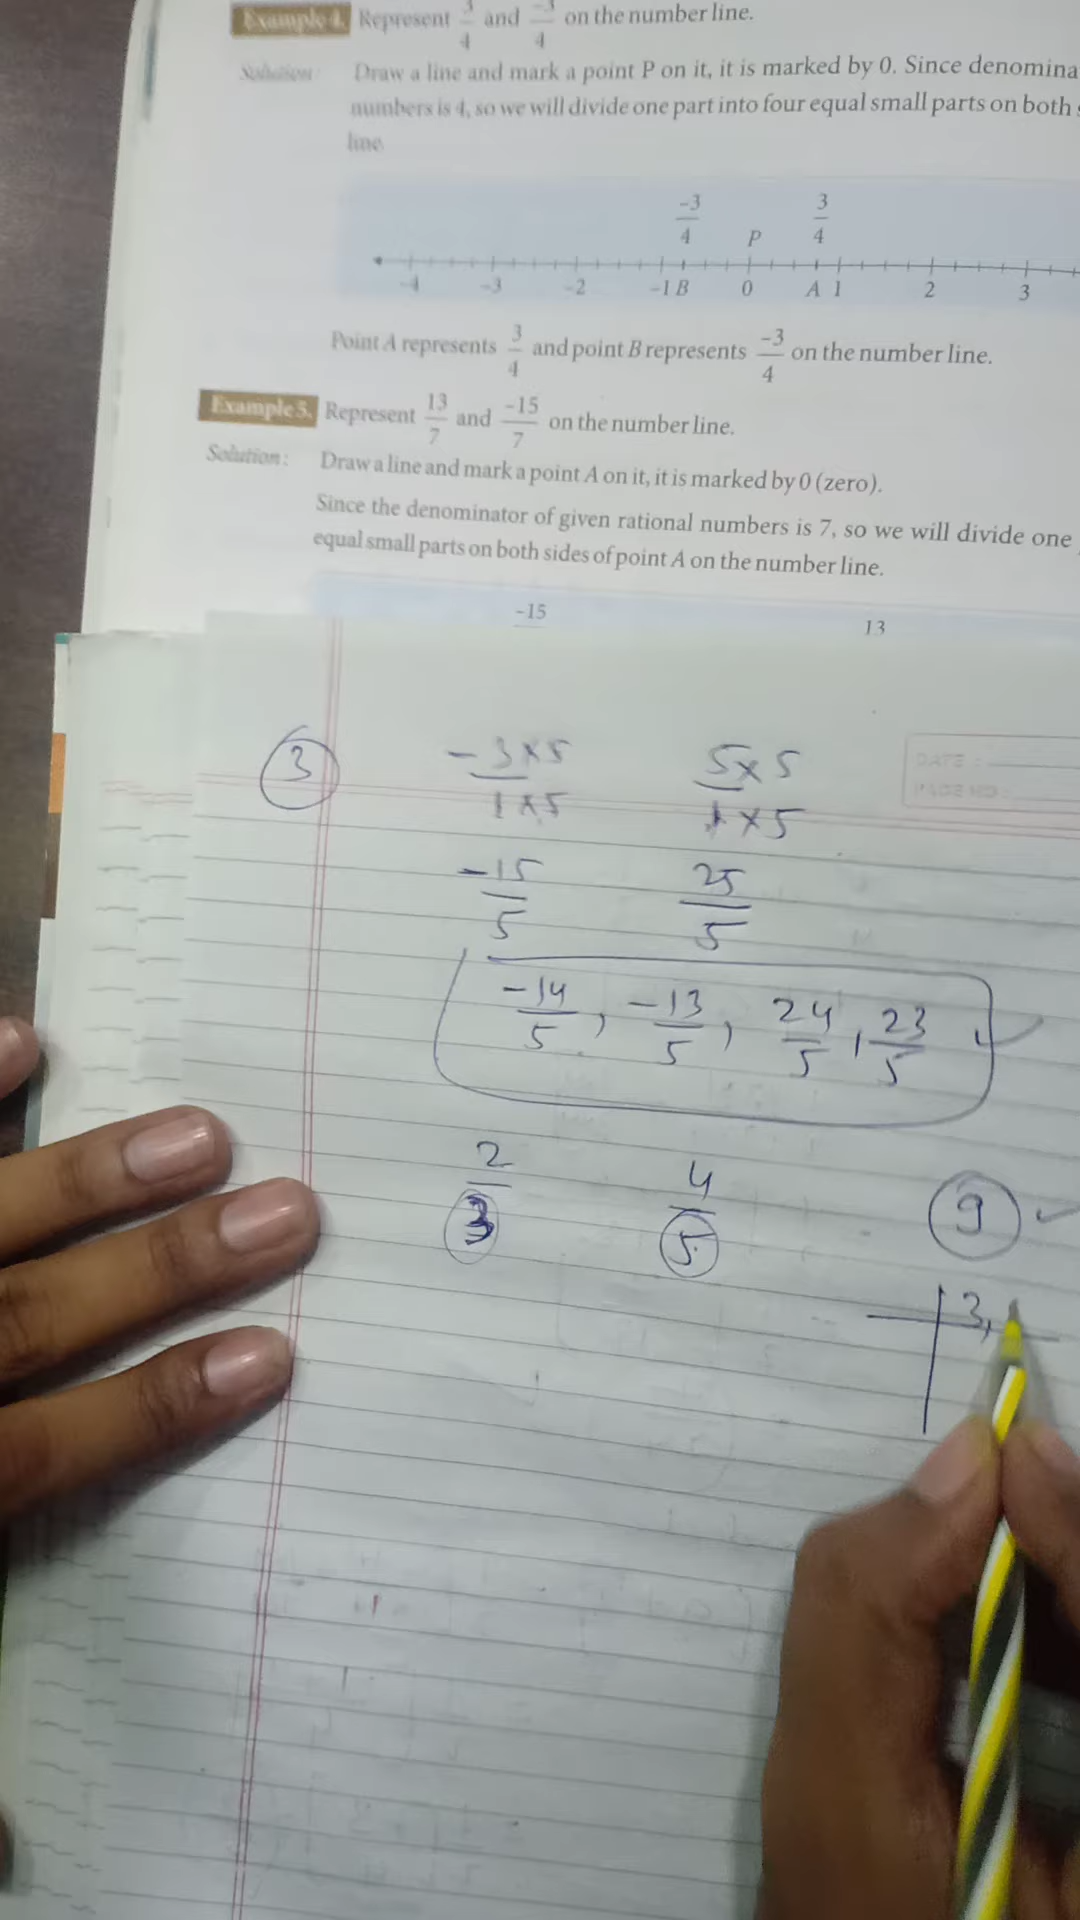 Example 4. Represent 3/4 and -3/4 on the number line.
Solution: Draw a line and mark a point P on it, it is marked by 0. Since denomina
numbers is 4, so we will divide one part into four equal small parts on both
line.
-3/4 P 3/4
-4 -3 -2 -1 B 0 A 1 2 3
Point A represents 3/4 and point B represents -3/4 on the number line.
Example 5. Represent 13/7 and -15/7 on the number line.
Solution: Draw a line and mark a point A on it, it is marked by 0 (zero).
Since the denominator of given rational numbers is 7, so we will divide one
equal small parts on both sides of point A on the number line.
-15 13
DATE :
PAGE NO :
3 -3×5/1×5 5×5/1×5
-15/5 25/5
-14/5, -13/5, 24/5, 23/5
2/3 4/5 9
3,